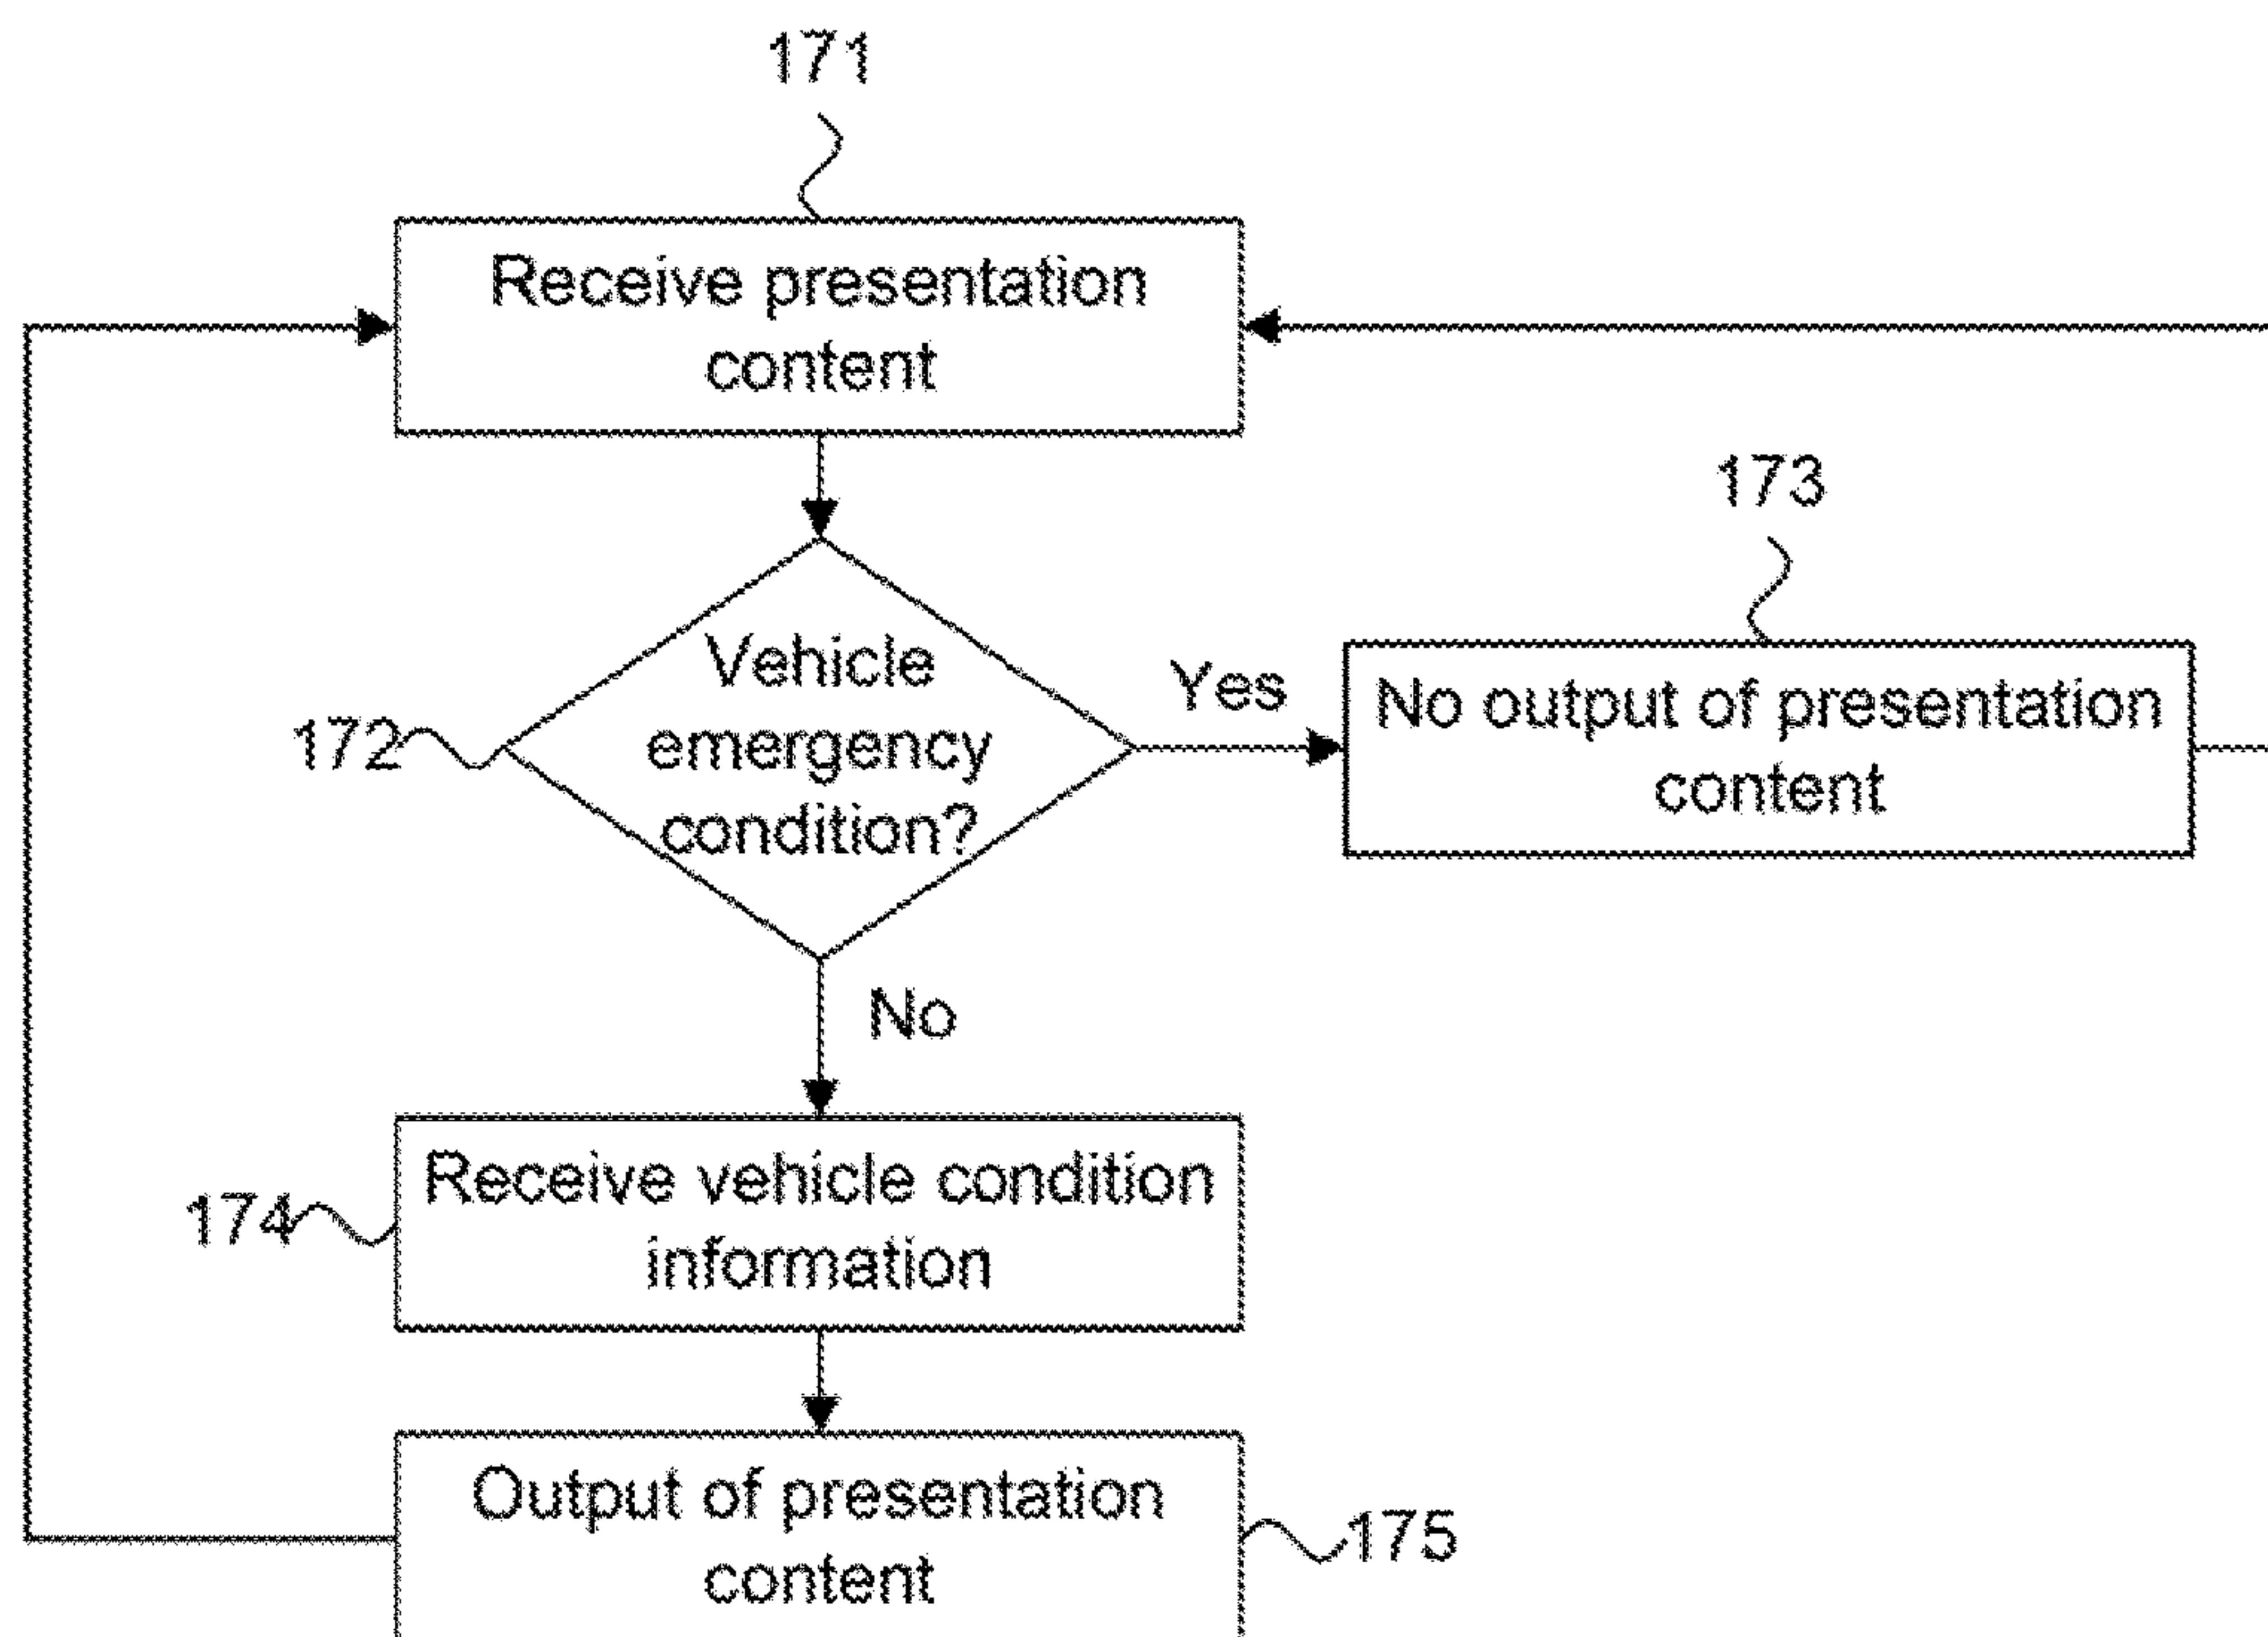 171
Receive presentation
content
173
Vehicle
emergency
condition?
172
Yes
No output of presentation
content
No
Receive vehicle condition
information
174
Output of presentation
content
175